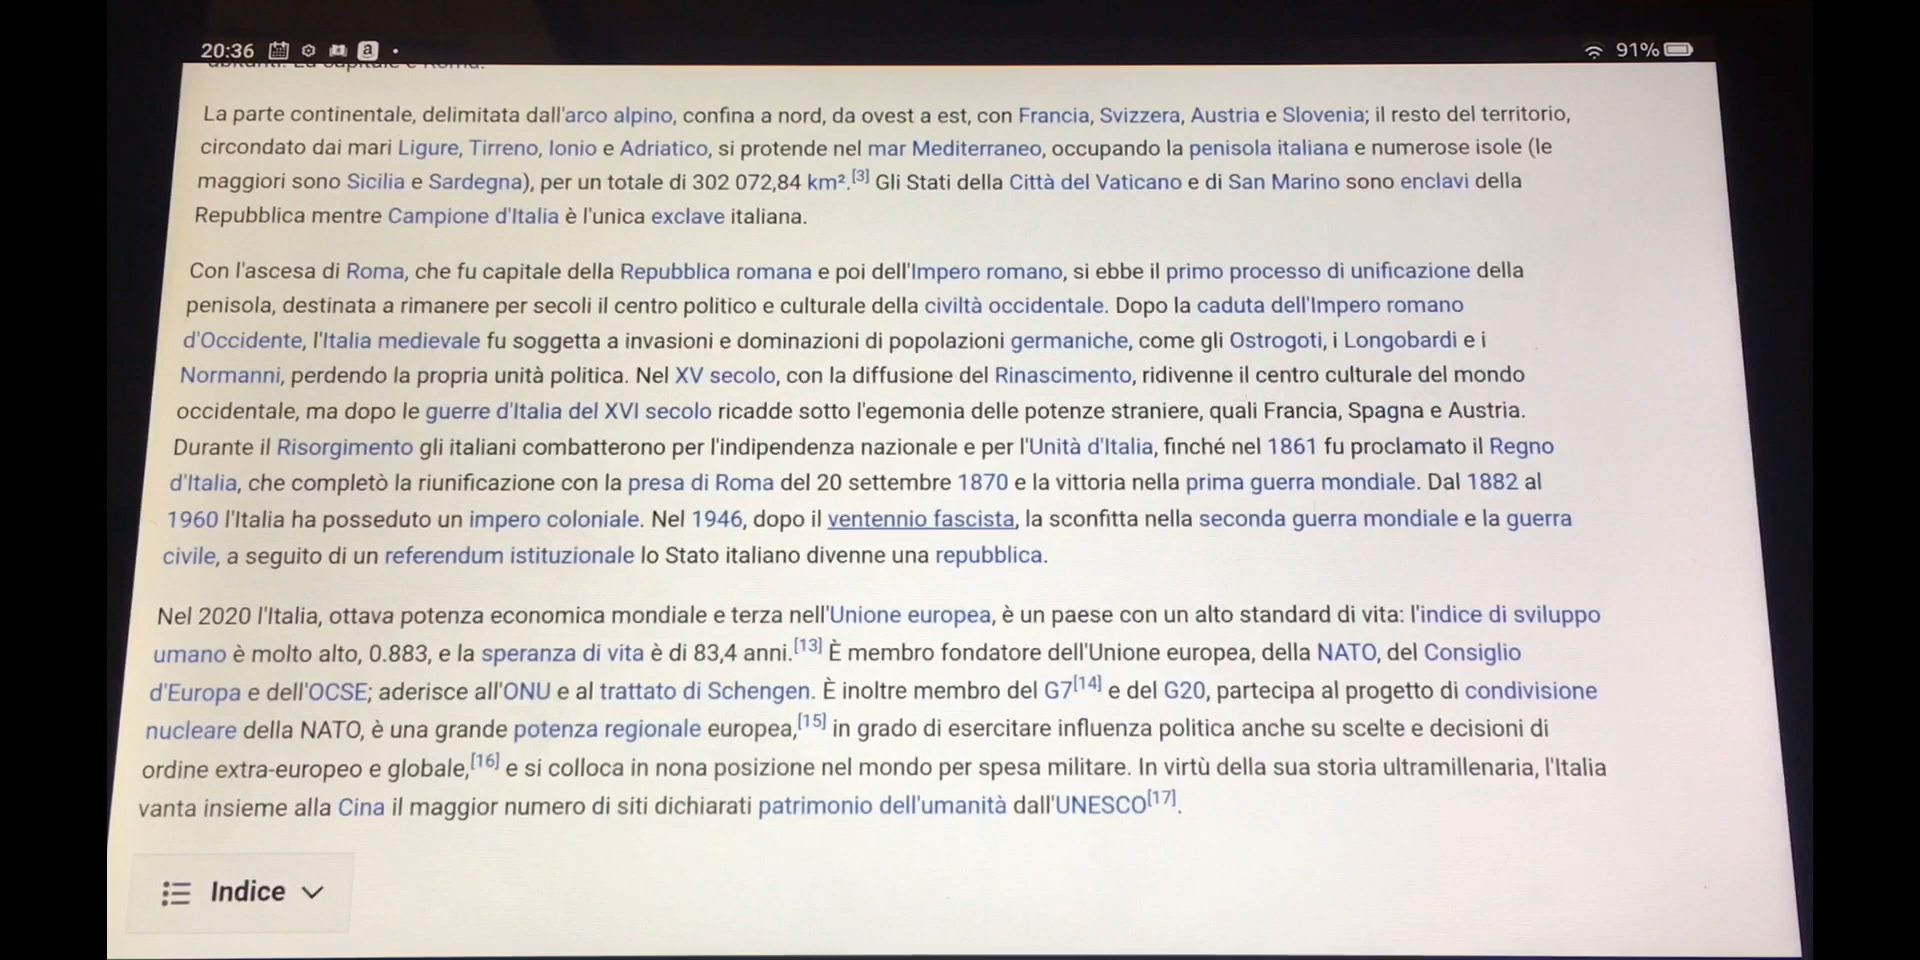 20:36 a 91%
abitanti. La capitale è Roma.
La parte continentale, delimitata dall'arco alpino, confina a nord, da ovest a est, con Francia, Svizzera, Austria e Slovenia; il resto del territorio,
circondato dai mari Ligure, Tirreno, Ionio e Adriatico, si protende nel mar Mediterraneo, occupando la penisola italiana e numerose isole (le
maggiori sono Sicilia e Sardegna), per un totale di 302 072,84 km².[3] Gli Stati della Città del Vaticano e di San Marino sono enclavi della
Repubblica mentre Campione d'Italia è l'unica exclave italiana.
Con l'ascesa di Roma, che fu capitale della Repubblica romana e poi dell'Impero romano, si ebbe il primo processo di unificazione della
penisola, destinata a rimanere per secoli il centro politico e culturale della civiltà occidentale. Dopo la caduta dell'Impero romano
d'Occidente, l'Italia medievale fu soggetta a invasioni e dominazioni di popolazioni germaniche, come gli Ostrogoti, i Longobardi e i
Normanni, perdendo la propria unità politica. Nel XV secolo, con la diffusione del Rinascimento, ridivenne il centro culturale del mondo
occidentale, ma dopo le guerre d'Italia del XVI secolo ricadde sotto l'egemonia delle potenze straniere, quali Francia, Spagna e Austria.
Durante il Risorgimento gli italiani combatterono per l'indipendenza nazionale e per l'Unità d'Italia, finché nel 1861 fu proclamato il Regno
d'Italia, che completò la riunificazione con la presa di Roma del 20 settembre 1870 e la vittoria nella prima guerra mondiale. Dal 1882 al
1960 l'Italia ha posseduto un impero coloniale. Nel 1946, dopo il ventennio fascista, la sconfitta nella seconda guerra mondiale e la guerra
civile, a seguito di un referendum istituzionale lo Stato italiano divenne una repubblica.
Nel 2020 l'Italia, ottava potenza economica mondiale e terza nell'Unione europea, è un paese con un alto standard di vita: l'indice di sviluppo
umano è molto alto, 0.883, e la speranza di vita è di 83,4 anni.[13] È membro fondatore dell'Unione europea, della NATO, del Consiglio
d'Europa e dell'OCSE; aderisce all'ONU e al trattato di Schengen. È inoltre membro del G7[14] e del G20, partecipa al progetto di condivisione
nucleare della NATO, è una grande potenza regionale europea,[15] in grado di esercitare influenza politica anche su scelte e decisioni di
ordine extra-europeo e globale,[16] e si colloca in nona posizione nel mondo per spesa militare. In virtù della sua storia ultramillenaria, l'Italia
vanta insieme alla Cina il maggior numero di siti dichiarati patrimonio dell'umanità dall'UNESCO[17].
Indice